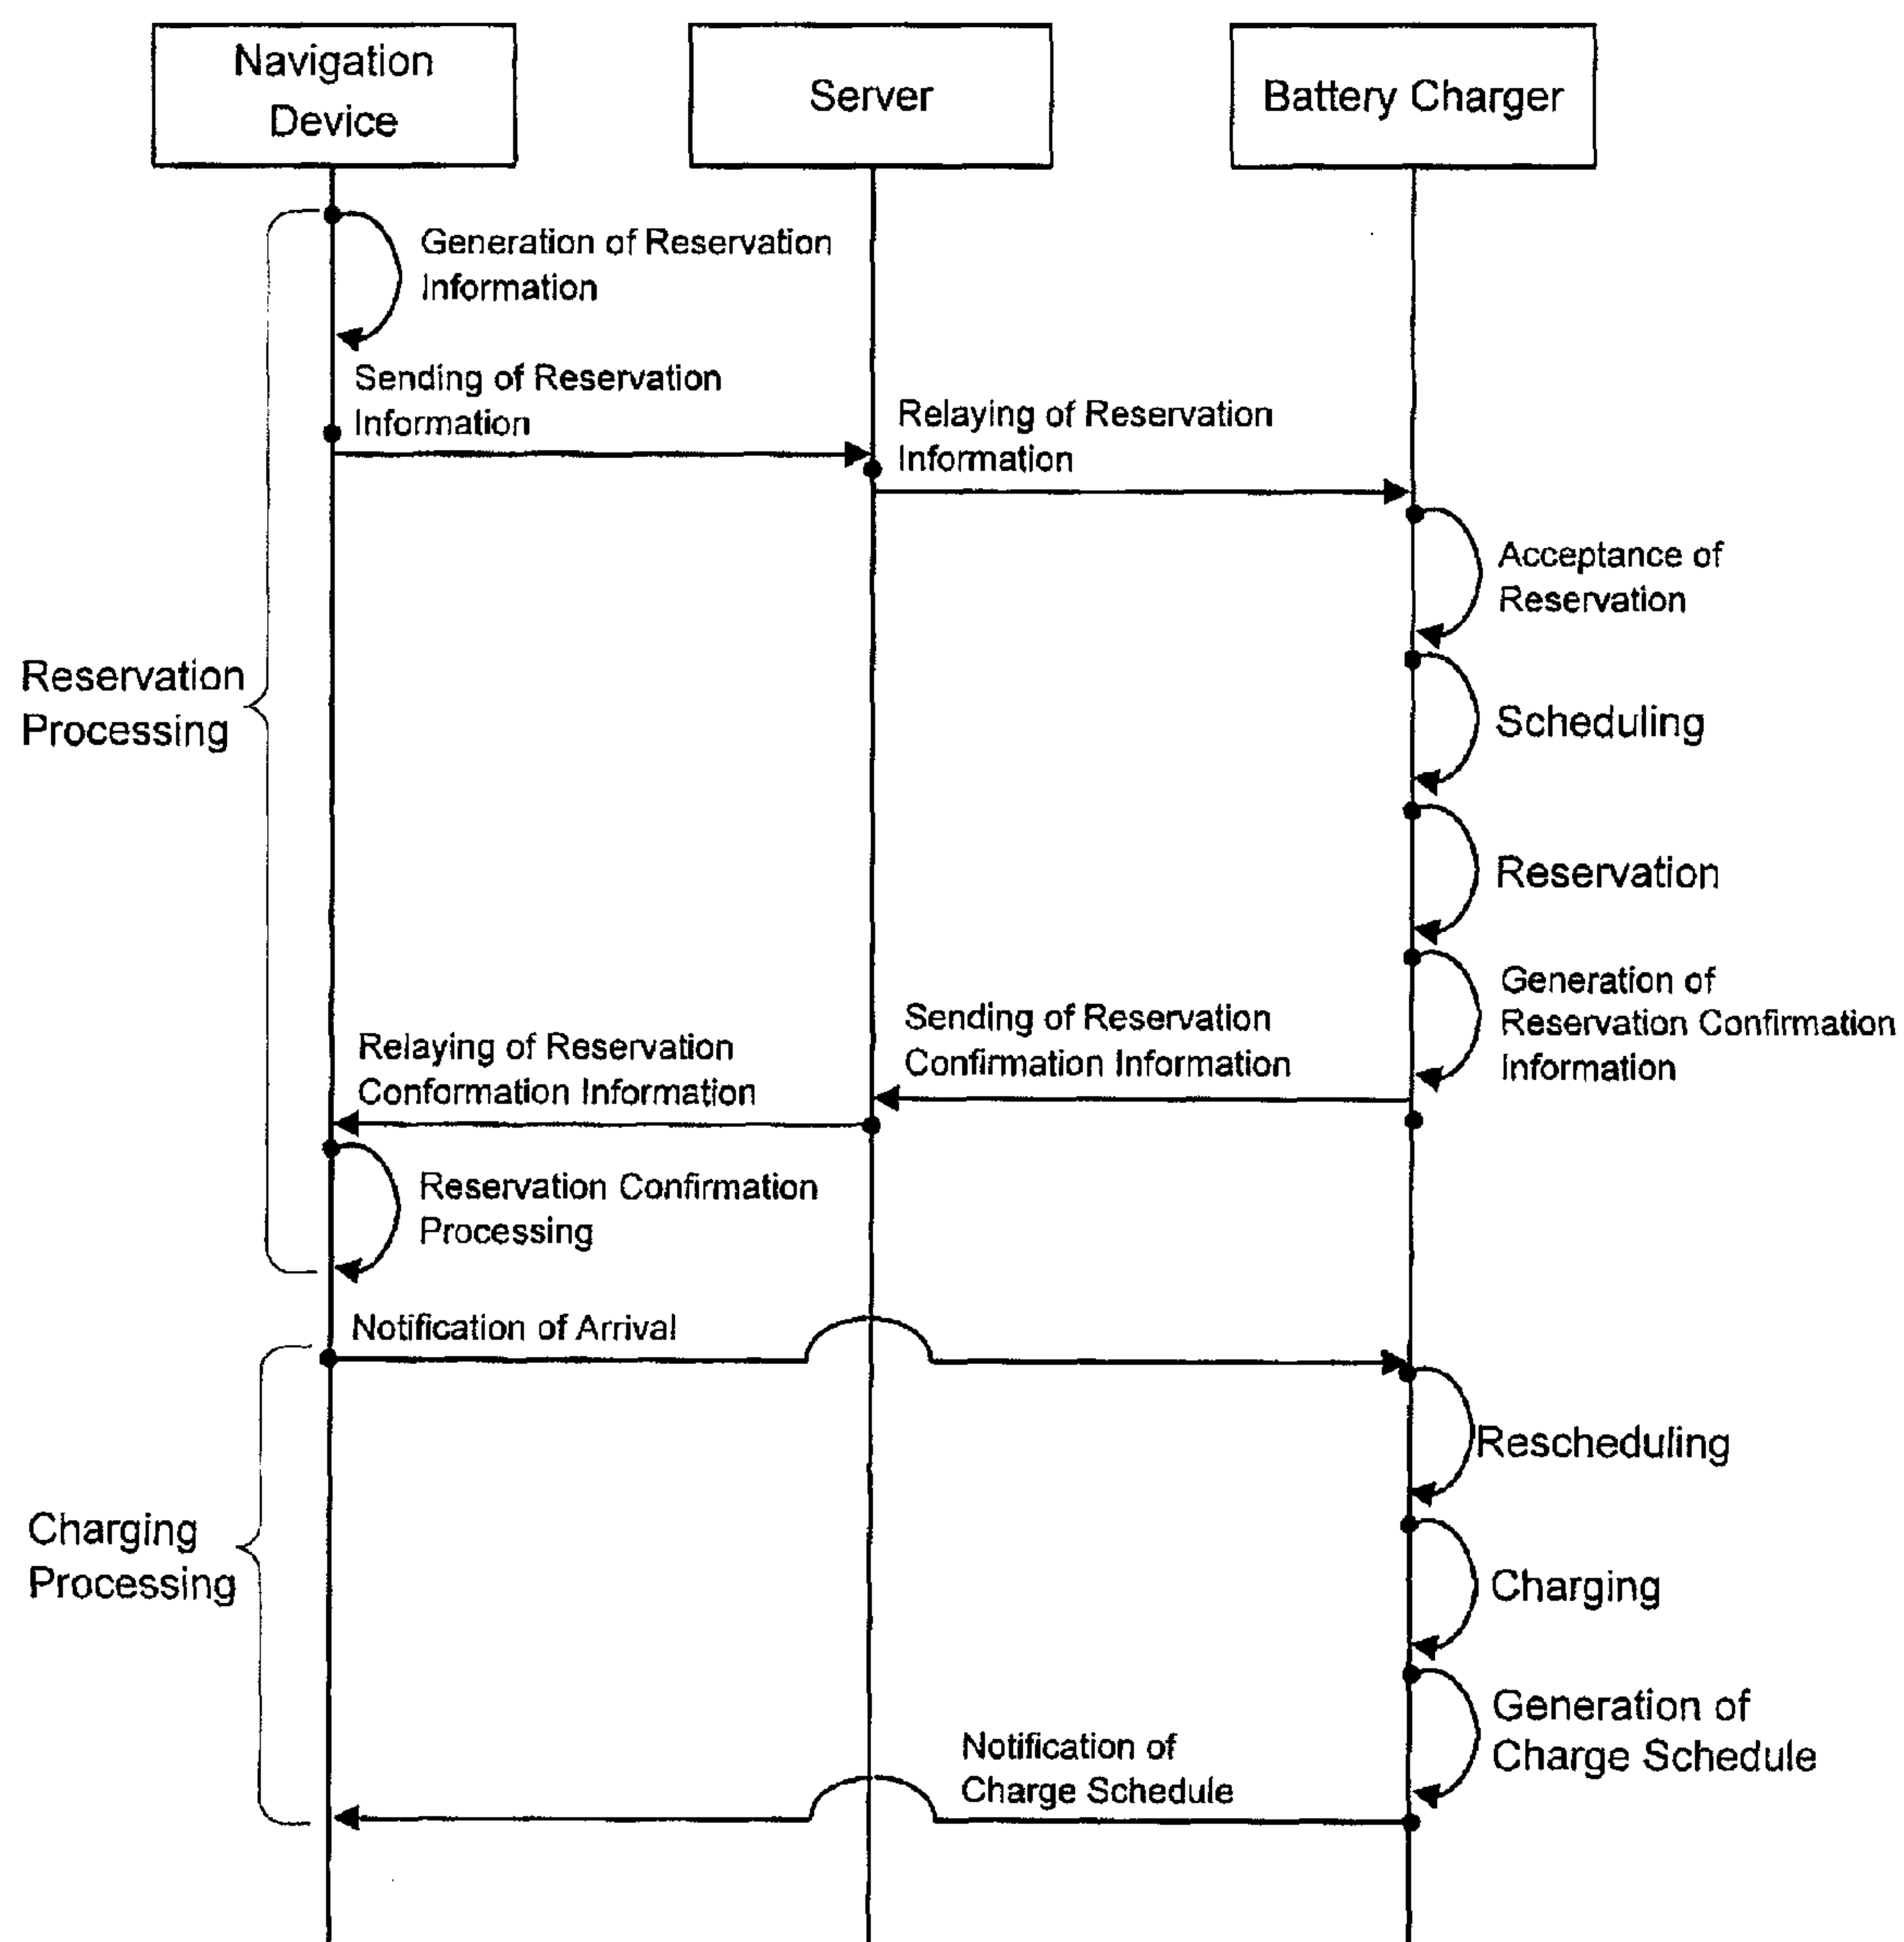 Navigation
Device
Server
Battery Charger
Generation of Reservation
Information
Sending of Reservation
Information
Relaying of Reservation
Information
Acceptance of
Reservation
Reservation
Processing
Scheduling
Reservation
Generation of
Reservation Confirmation
Information
Sending of Reservation
Confirmation Information
Relaying of Reservation
Conformation Information
Reservation Confirmation
Processing
Notification of Arrival
Rescheduling
Charging
Processing
Charging
Generation of
Charge Schedule
Notification of
Charge Schedule